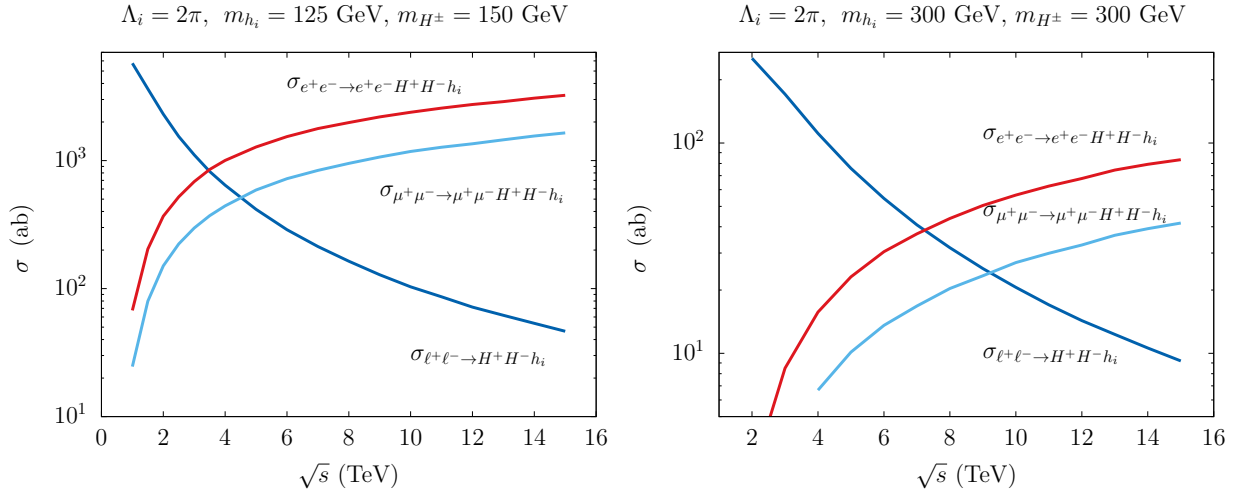 Λ_i = 2π, m_{h_i} = 125 GeV, m_{H^±} = 150 GeV
σ (ab)
10^3
10^2
10^1
σ_{e^+e^-→e^+e^-H^+H^-h_i}
σ_{μ^+μ^-→μ^+μ^-H^+H^-h_i}
σ_{ℓ^+ℓ^-→H^+H^-h_i}
0 2 4 6 8 10 12 14 16
√s (TeV)
Λ_i = 2π, m_{h_i} = 300 GeV, m_{H^±} = 300 GeV
σ (ab)
10^2
10^1
σ_{e^+e^-→e^+e^-H^+H^-h_i}
σ_{μ^+μ^-→μ^+μ^-H^+H^-h_i}
σ_{ℓ^+ℓ^-→H^+H^-h_i}
2 4 6 8 10 12 14 16
√s (TeV)